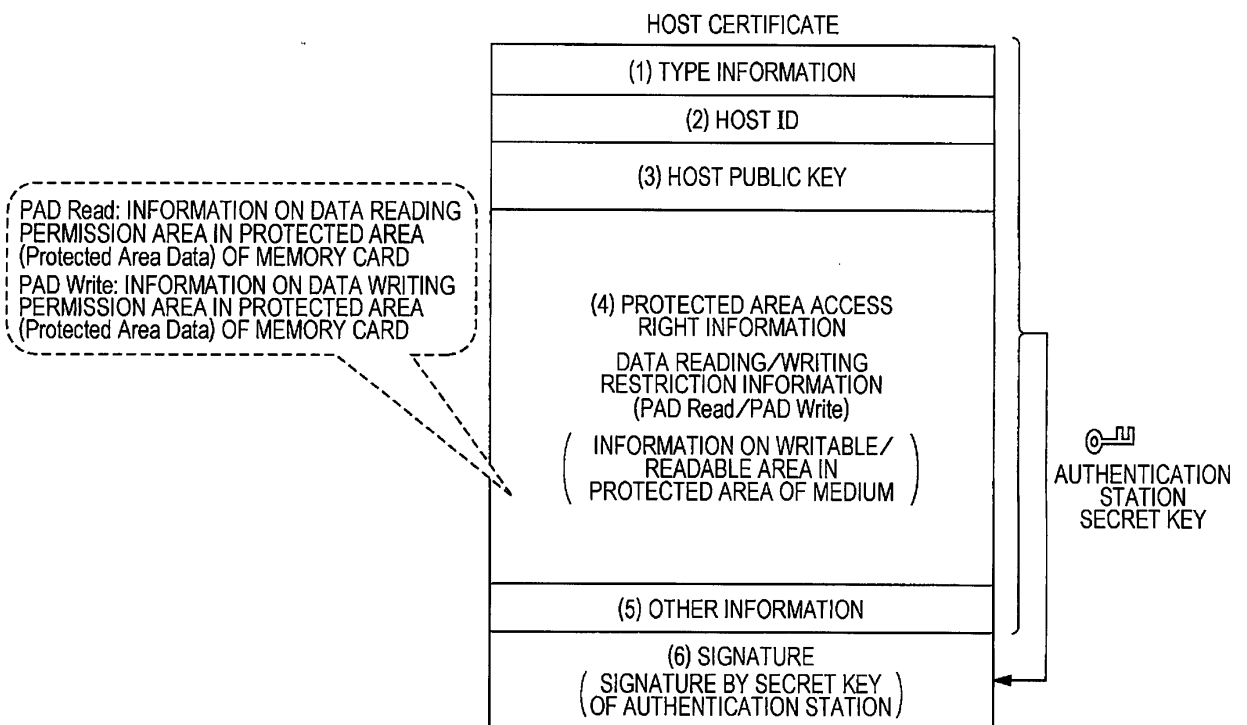 HOST CERTIFICATE
(1) TYPE INFORMATION
(2) HOST ID
(3) HOST PUBLIC KEY
PAD Read: INFORMATION ON DATA READING
PERMISSION AREA IN PROTECTED AREA
(Protected Area Data) OF MEMORY CARD
PAD Write: INFORMATION ON DATA WRITING
PERMISSION AREA IN PROTECTED AREA
(Protected Area Data) OF MEMORY CARD
(4) PROTECTED AREA ACCESS
RIGHT INFORMATION
DATA READING/WRITING
RESTRICTION INFORMATION
(PAD Read/PAD Write)
(INFORMATION ON WRITABLE/
READABLE AREA IN
PROTECTED AREA OF MEDIUM)
AUTHENTICATION
STATION
SECRET KEY
(5) OTHER INFORMATION
(6) SIGNATURE
(SIGNATURE BY SECRET KEY
OF AUTHENTICATION STATION)